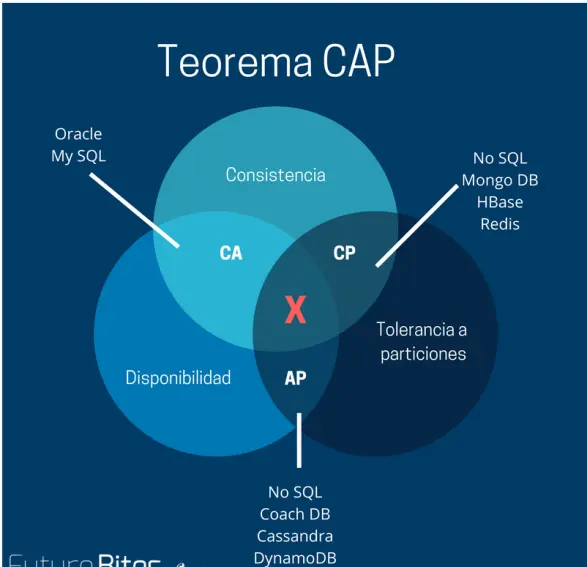 Teorema CAP
Oracle
My SQL
Consistencia
No SQL
Mongo DB
HBase
Redis
CA
CP
X
Tolerancia a
particiones
Disponibilidad
AP
No SQL
Coach DB
Cassandra
DynamoDB